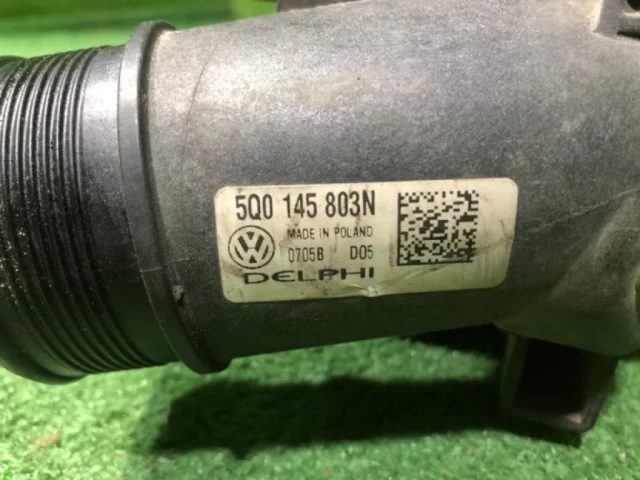 5Q0 145 803N
MADE IN POLAND
0705B D05
DELPHI